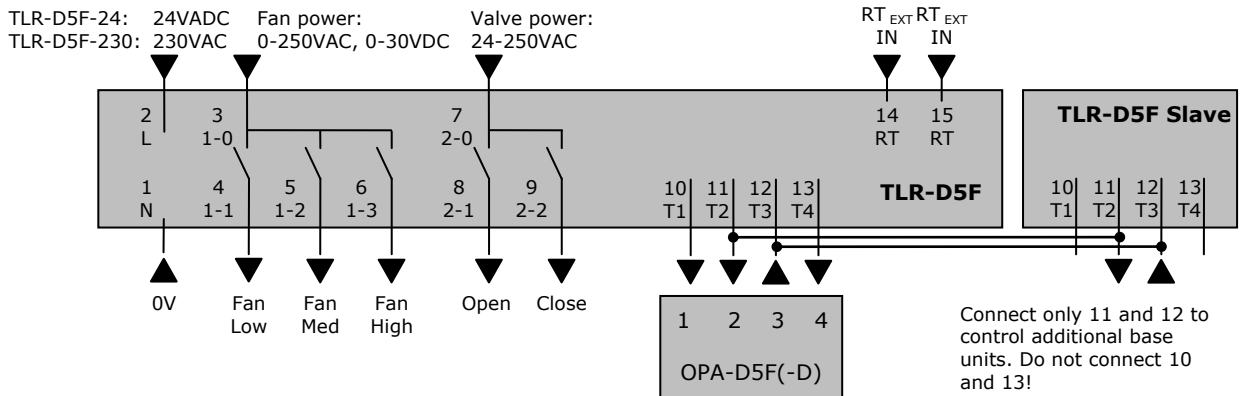 TLR-D5F-24: 24VADC Fan power: Valve power:
TLR-D5F-230: 230VAC 0-250VAC, 0-30VDC 24-250VAC
RT EXT RT EXT
IN IN
2 3 7 14 15 TLR-D5F Slave
L 1-0 2-0 RT RT
1 4 5 6 8 9 10 11 12 13 TLR-D5F 10 11 12 13
N 1-1 1-2 1-3 2-1 2-2 T1 T2 T3 T4 T1 T2 T3 T4
0V Fan Fan Fan Open Close
Low Med High
1 2 3 4
OPA-D5F(-D)
Connect only 11 and 12 to
control additional base
units. Do not connect 10
and 13!